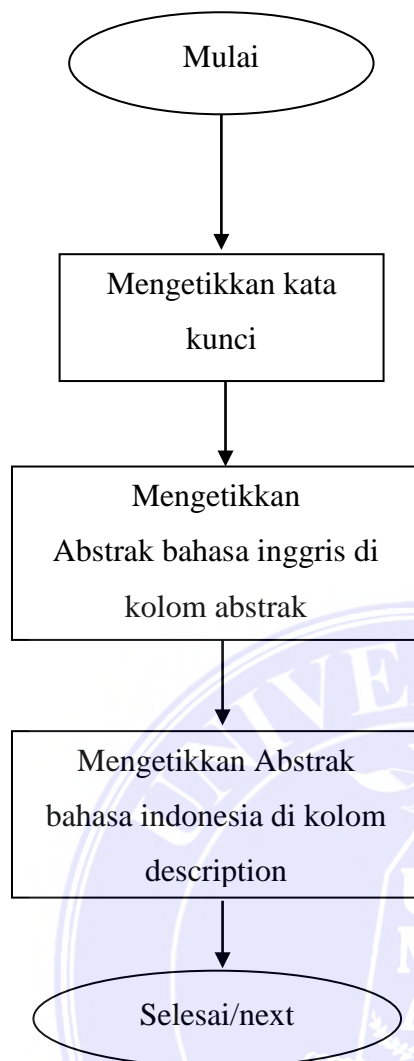 Mulai
Mengetikkan kata
kunci
Mengetikkan
Abstrak bahasa inggris di
kolom abstrak
Mengetikkan Abstrak
bahasa indonesia di kolom
description
Selesai/next